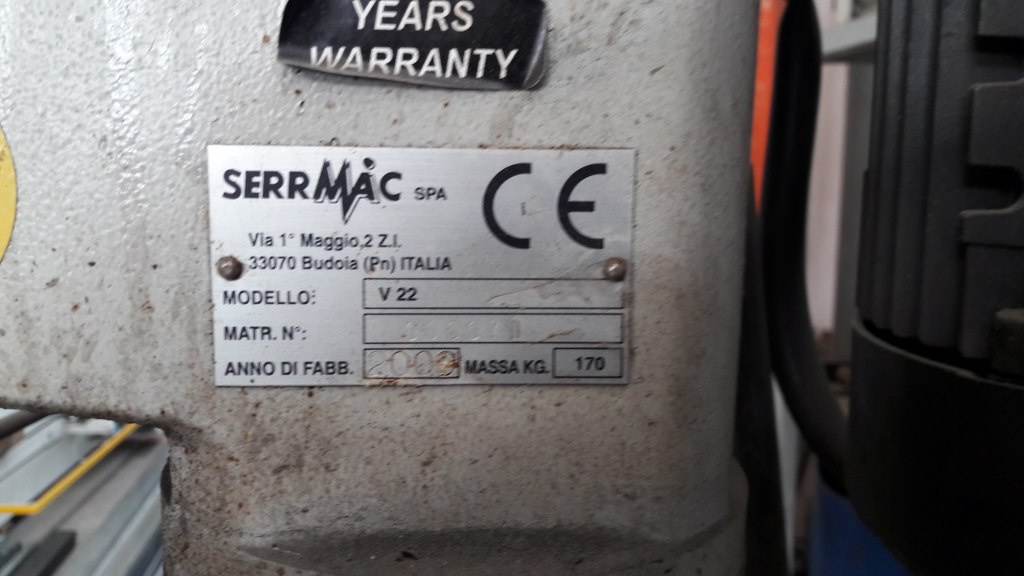 YEARS
WARRANTY
SERRMAC SPA CE
Via 1° Maggio,2 Z.I.
33070 Budoia (Pn) ITALIA
MODELLO: V 22
MATR. N°:
ANNO DI FABB. MASSA KG. 170